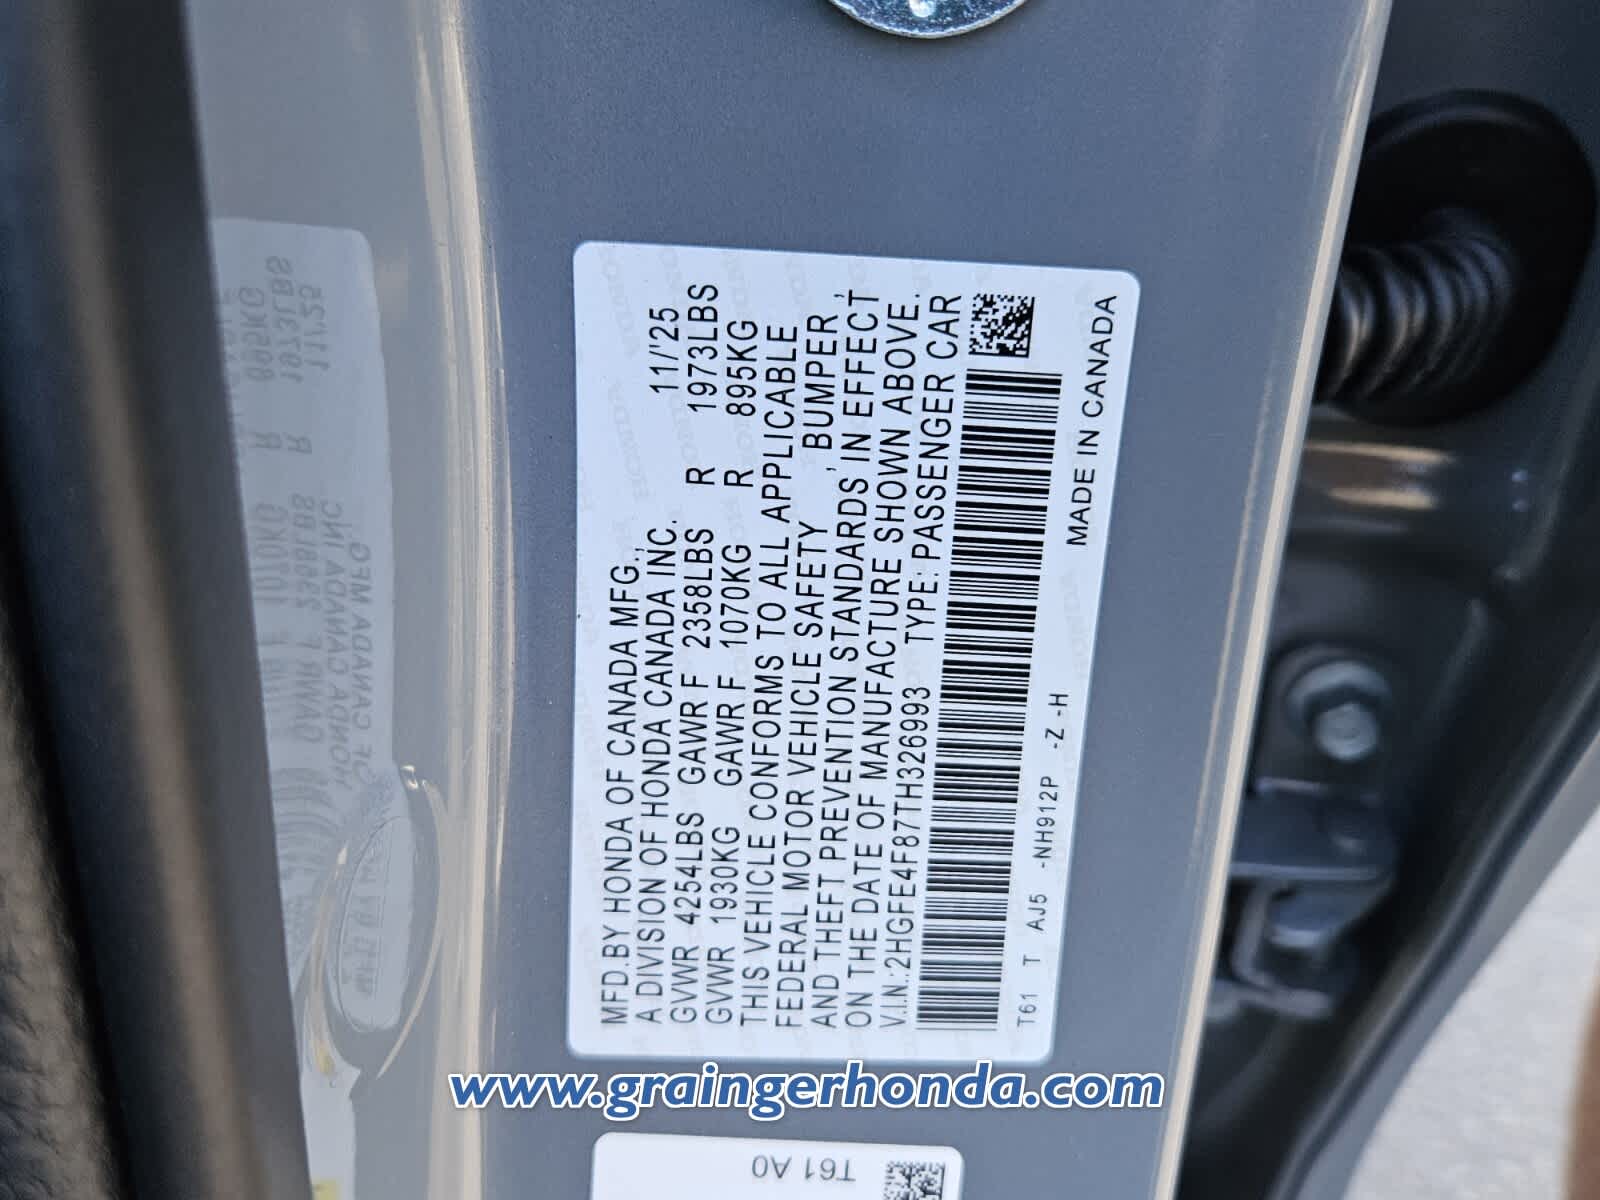 MFD.BY HONDA OF CANADA MFG., 11/'25
A DIVISION OF HONDA CANADA INC.
GVWR 4254LBS GAWR F 2358LBS R 1973LBS
GVWR 1930KG GAWR F 1070KG R 895KG
THIS VEHICLE CONFORMS TO ALL APPLICABLE
FEDERAL MOTOR VEHICLE SAFETY , BUMPER,
AND THEFT PREVENTION STANDARDS IN EFFECT
ON THE DATE OF MANUFACTURE SHOWN ABOVE.
V.I.N.: 2HGFE4F87TH326993 TYPE: PASSENGER CAR
T61 T AJ5 -NH912P -Z -H
MADE IN CANADA
www.graingerhonda.com
T61 A0